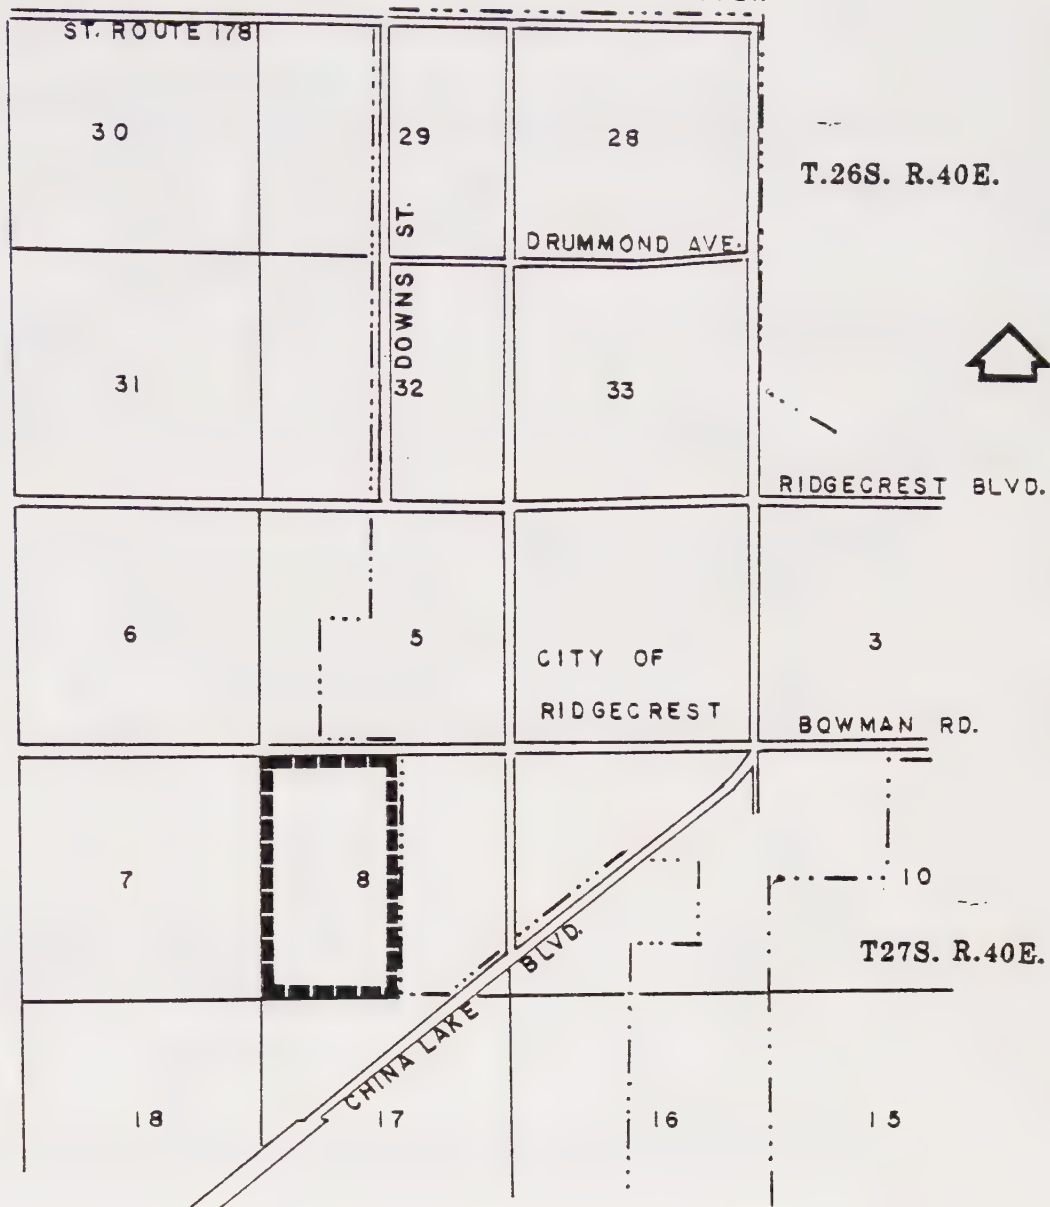 ST. ROUTE 178
30
29
28
T.26S. R.40E.
DOWNS ST.
DRUMMOND AVE.
31
32
33
RIDGECREST BLVD.
6
5
CITY OF
RIDGECREST
3
BOWMAN RD.
7
8
10
T27S. R.40E.
CHINA LAKE BLVD.
18
17
16
15